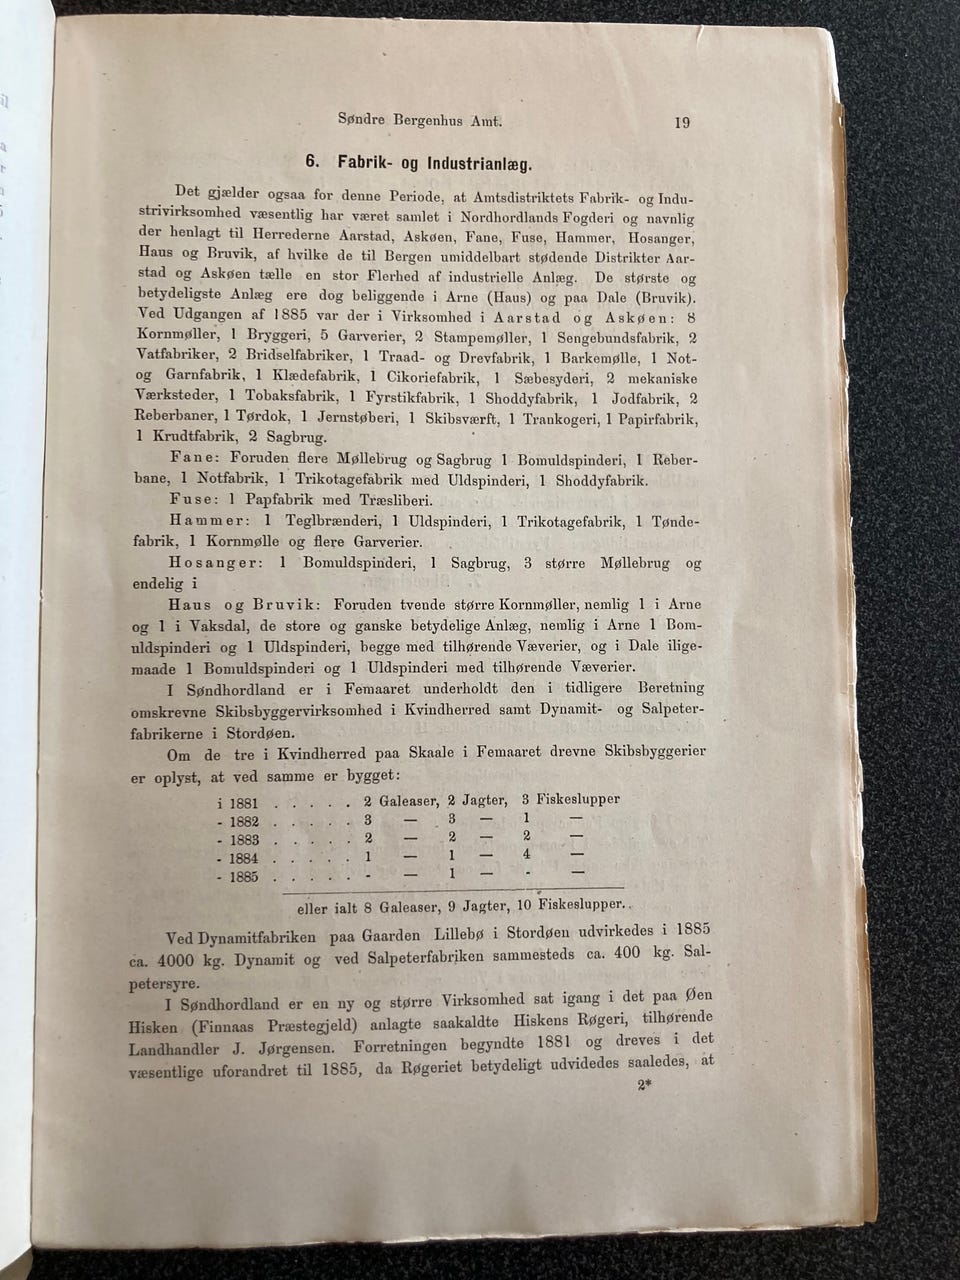 Søndre Bergenhus Amt. 19
6. Fabrik- og Industrianlæg.
Det gjælder ogsaa for denne Periode, at Amtsdistriktets Fabrik- og Indu-
strivirksomhed væsentlig har været samlet i Nordhordlands Fogderi og navnlig
der henlagt til Herrederne Aarstad, Askøen, Fane, Fuse, Hammer, Hosanger,
Haus og Bruvik, af hvilke de til Bergen umiddelbart stødende Distrikter Aar-
stad og Askøen tælle en stor Flerhed af industrielle Anlæg. De største og
betydeligste Anlæg ere dog beliggende i Arne (Haus) og paa Dale (Bruvik).
Ved Udgangen af 1885 var der i Virksomhed i Aarstad og Askøen: 8
Kornmøller, 1 Bryggeri, 5 Garverier, 2 Stampemøller, 1 Sengebundsfabrik, 2
Vatfabriker, 2 Bridselfabriker, 1 Traad- og Drevfabrik, 1 Barkemølle, 1 Not-
og Garnfabrik, 1 Klædefabrik, 1 Cikoriefabrik, 1 Sæbesyderi, 2 mekaniske
Værksteder, 1 Tobaksfabrik, 1 Fyrstikfabrik, 1 Shoddyfabrik, 1 Jodfabrik, 2
Reberbaner, 1 Tørdok, 1 Jernstøberi, 1 Skibsværft, 1 Trankogeri, 1 Papirfabrik,
1 Krudtfabrik, 2 Sagbrug.
Fane: Foruden flere Møllebrug og Sagbrug 1 Bomuldspinderi, 1 Reber-
bane, 1 Notfabrik, 1 Trikotagefabrik med Uldspinderi, 1 Shoddyfabrik.
Fuse: 1 Papfabrik med Træsliberi.
Hammer: 1 Teglbrænderi, 1 Uldspinderi, 1 Trikotagefabrik, 1 Tønde-
fabrik, 1 Kornmølle og flere Garverier.
Hosanger: 1 Bomuldspinderi, 1 Sagbrug, 3 større Møllebrug og
endelig i
Haus og Bruvik: Foruden tvende større Kornmøller, nemlig 1 i Arne
og 1 i Vaksdal, de store og ganske betydelige Anlæg, nemlig i Arne 1 Bom-
uldspinderi og 1 Uldspinderi, begge med tilhørende Væverier, og i Dale ilige-
maade 1 Bomuldspinderi og 1 Uldspinderi med tilhørende Væverier.
I Søndhordland er i Femaaret underholdt den i tidligere Beretning
omskrevne Skibsbyggervirksomhed i Kvindherred samt Dynamit- og Salpeter-
fabrikerne i Stordøen.
Om de tre i Kvindherred paa Skaale i Femaaret drevne Skibsbyggerier
er oplyst, at ved samme er bygget:
i 1881 . . . . . 2 Galeaser, 2 Jagter, 3 Fiskeslupper
- 1882 . . . . . 3 — 3 — 1 —
- 1883 . . . . . 2 — 2 — 2 —
- 1884 . . . . . 1 — 1 — 4 —
- 1885 . . . . . - — 1 — - —
eller ialt 8 Galeaser, 9 Jagter, 10 Fiskeslupper.
Ved Dynamitfabriken paa Gaarden Lillebø i Stordøen udvirkedes i 1885
ca. 4000 kg. Dynamit og ved Salpeterfabriken sammesteds ca. 400 kg. Sal-
petersyre.
I Søndhordland er en ny og større Virksomhed sat igang i det paa Øen
Hisken (Finnaas Præstegjeld) anlagte saakaldte Hiskens Røgeri, tilhørende
Landhandler J. Jørgensen. Forretningen begyndte 1881 og dreves i det
væsentlige uforandret til 1885, da Røgeriet betydeligt udvidedes saaledes, at
2*